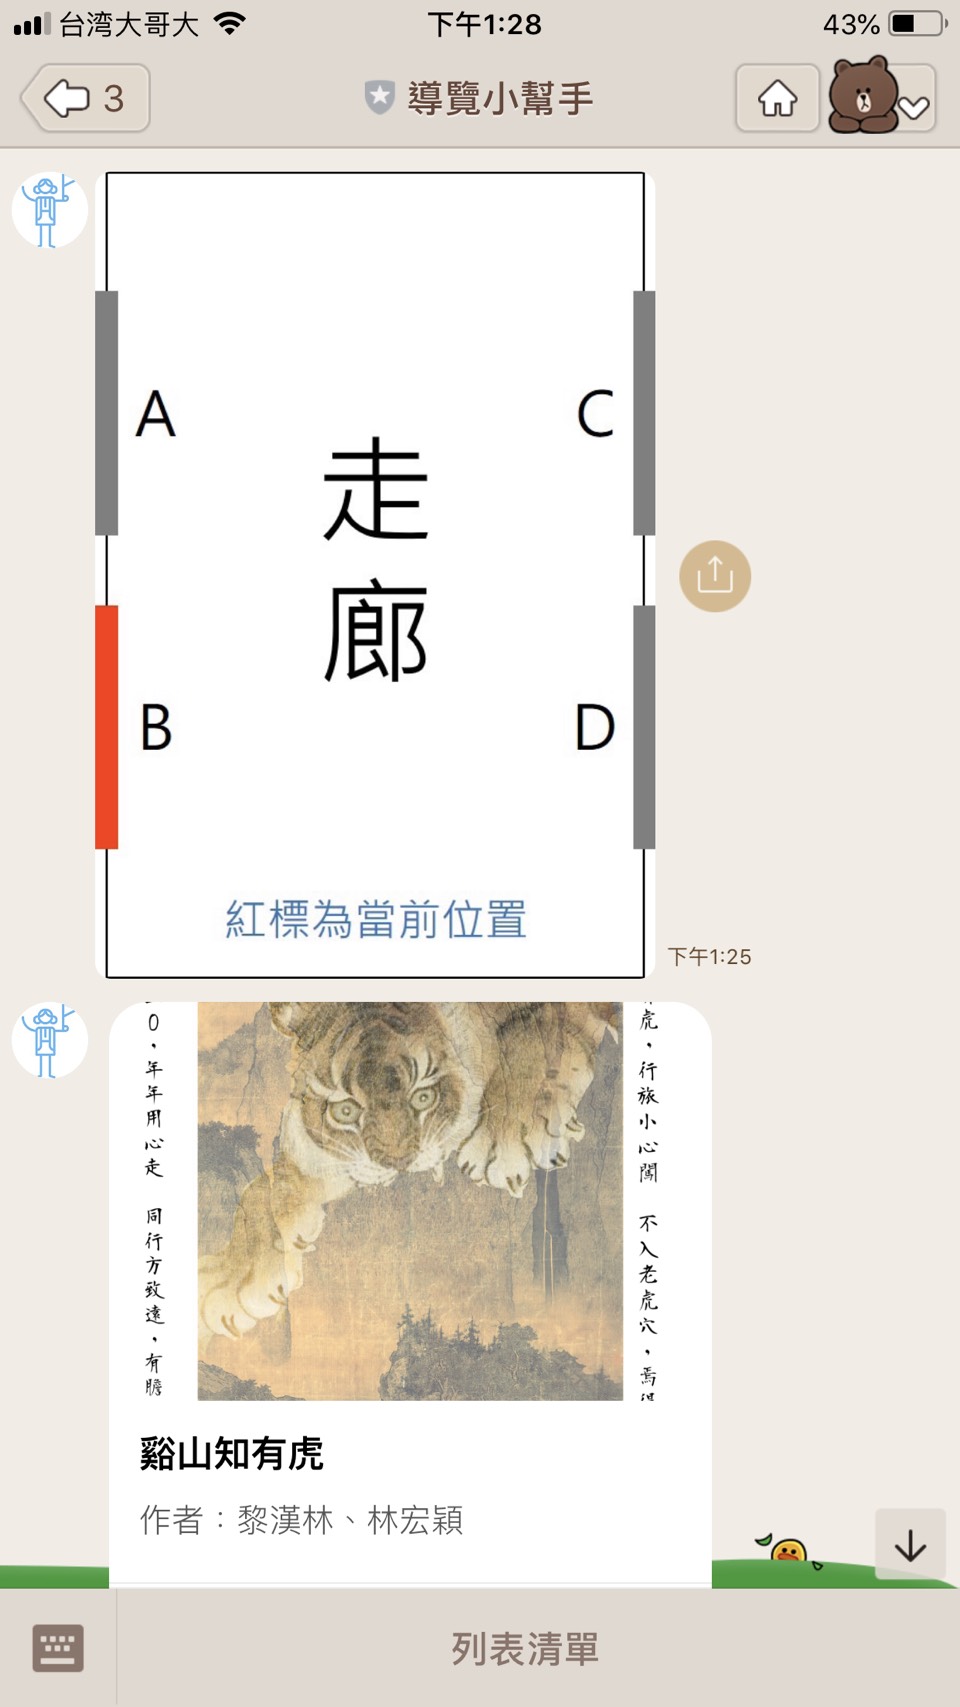 台湾大哥大
下午1:28
43%
3
導覽小幫手
A
C
走
廊
B
D
紅標為當前位置
下午1:25
虎，行旅小心闖 不入老虎穴，焉得
0，年年用心走 同行方致遠，有膽
谿山知有虎
作者：黎漢林、林宏穎
列表清單